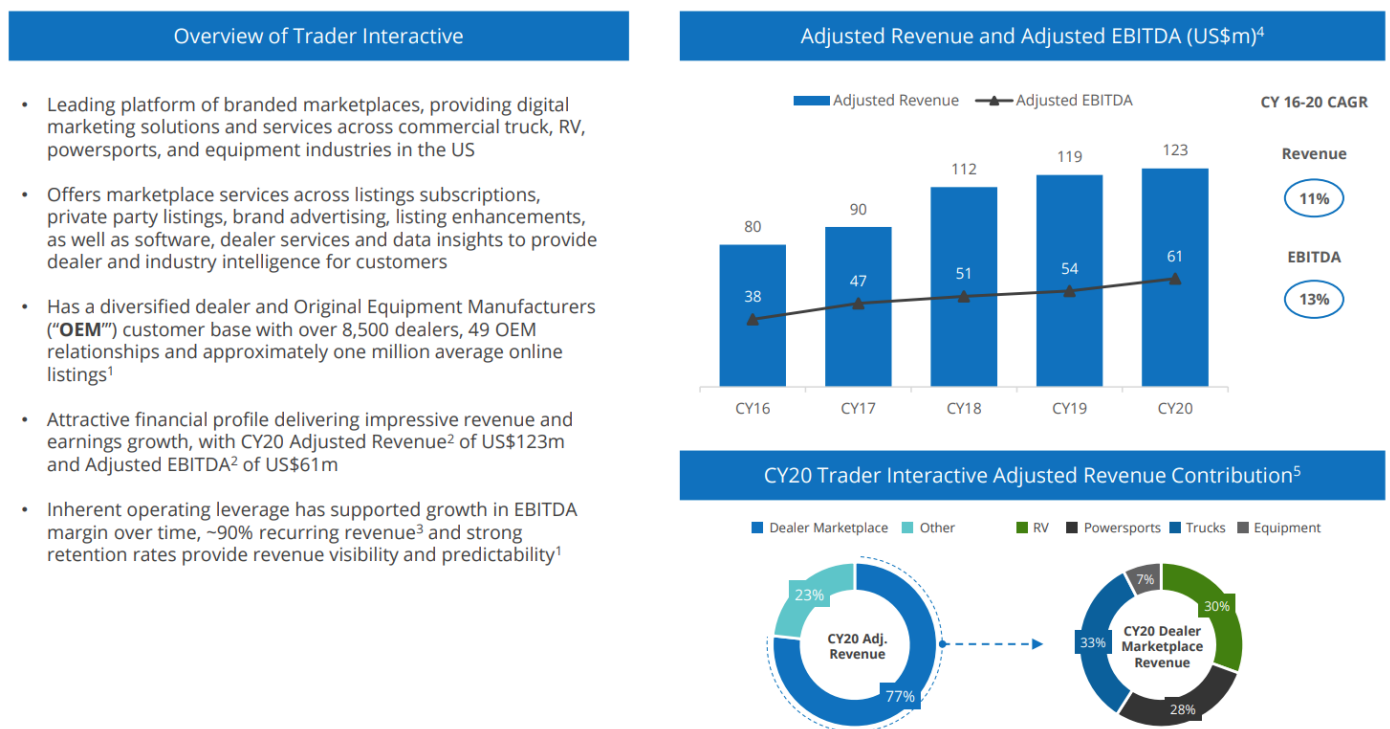 Overview of Trader Interactive
• Leading platform of branded marketplaces, providing digital
marketing solutions and services across commercial truck, RV,
powersports, and equipment industries in the US
• Offers marketplace services across listings subscriptions,
private party listings, brand advertising, listing enhancements,
as well as software, dealer services and data insights to provide
dealer and industry intelligence for customers
• Has a diversified dealer and Original Equipment Manufacturers
(“OEM”’) customer base with over 8,500 dealers, 49 OEM
relationships and approximately one million average online
listings¹
• Attractive financial profile delivering impressive revenue and
earnings growth, with CY20 Adjusted Revenue² of US$123m
and Adjusted EBITDA² of US$61m
• Inherent operating leverage has supported growth in EBITDA
margin over time, ~90% recurring revenue³ and strong
retention rates provide revenue visibility and predictability¹
Adjusted Revenue and Adjusted EBITDA (US$m)⁴
Adjusted Revenue Adjusted EBITDA
CY 16-20 CAGR
Revenue
11%
EBITDA
13%
80 90 112 119 123
38 47 51 54 61
CY16 CY17 CY18 CY19 CY20
CY20 Trader Interactive Adjusted Revenue Contribution⁵
Dealer Marketplace Other
23%
CY20 Adj.
Revenue
77%
RV Powersports Trucks Equipment
7%
30%
33%
CY20 Dealer
Marketplace
Revenue
28%